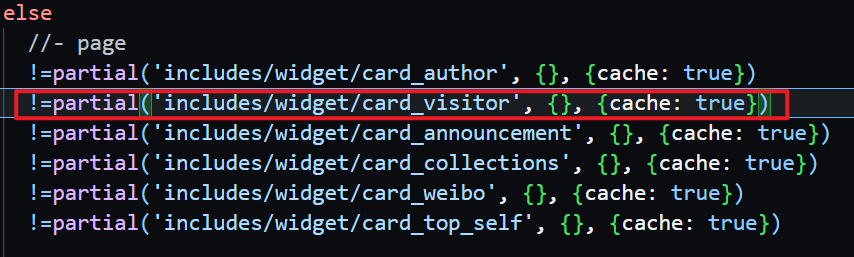 else
//- page
!=partial('includes/widget/card_author', {}, {cache: true})
!=partial('includes/widget/card_visitor', {}, {cache: true})
!=partial('includes/widget/card_announcement', {}, {cache: true})
!=partial('includes/widget/card_collections', {}, {cache: true})
!=partial('includes/widget/card_weibo', {}, {cache: true})
!=partial('includes/widget/card_top_self', {}, {cache: true})